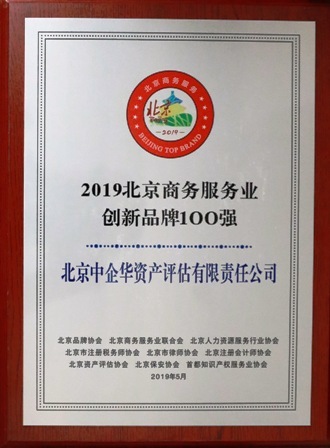 北京商务服务
北京
-2019-
BEIJING TOP BRAND
2019北京商务服务业
创新品牌100强
北京中企华资产评估有限责任公司
北京品牌协会 北京商务服务业联合会 北京人力资源服务行业协会
北京市注册税务师协会 北京市律师协会 北京注册会计师协会
北京资产评估协会 北京保安协会 首都知识产权服务业协会
2019年5月